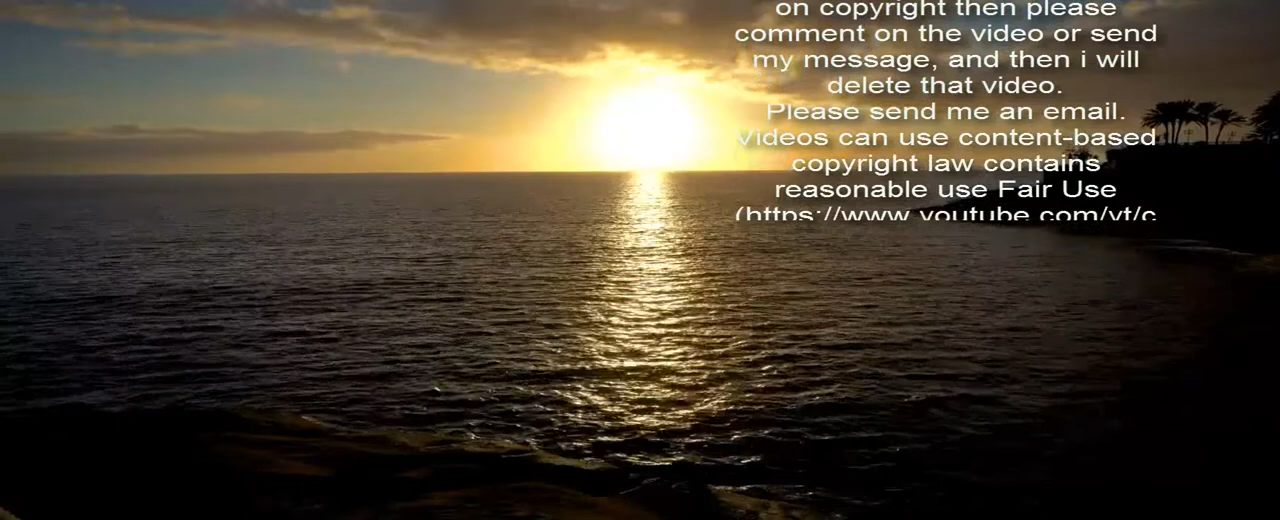 on copyright then please
comment on the video or send
my message, and then i will
delete that video.
Please send me an email.
Videos can use content-based
copyright law contains
reasonable use Fair Use
(https://www.youtube.com/yt/c